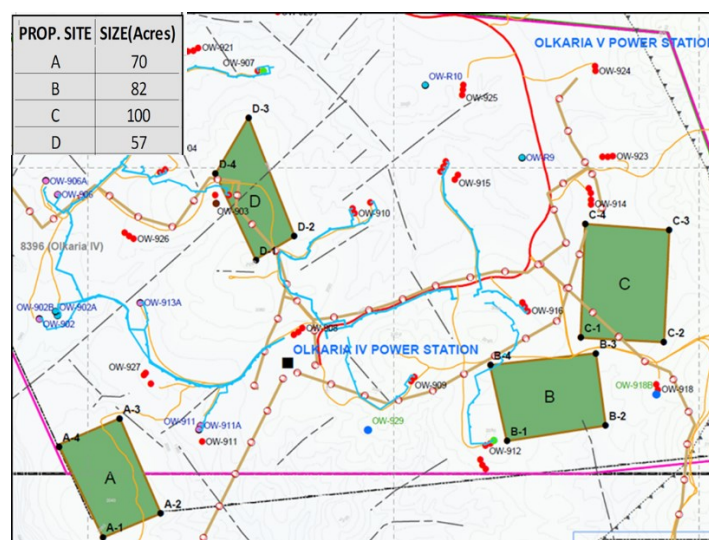 PROP. SITE SIZE(Acres)
A 70
B 82
C 100
D 57
OW-921
OW-907
OLKARIA V POWER STATION
OW-924
OW-R10
OW-925
D-3
04
D-4
OW-R9
OW-923
OW-906A
OW-906
OW-915
OW-903
D
OW-910
OW-914
C-4
C-3
OW-926
D-2
8396 (Olkaria IV)
D-1
C
OW-902B
OW-902A
OW-902
OW-913A
OW-916
OW-908
C-1
C-2
OLKARIA IV POWER STATION
B-3
B-4
OW-927
OW-909
OW-918B
OW-918
B
A-3
OW-911
OW-911A
OW-929
B-2
A-4
OW-911
B-1
OW-912
A
A-2
A-1